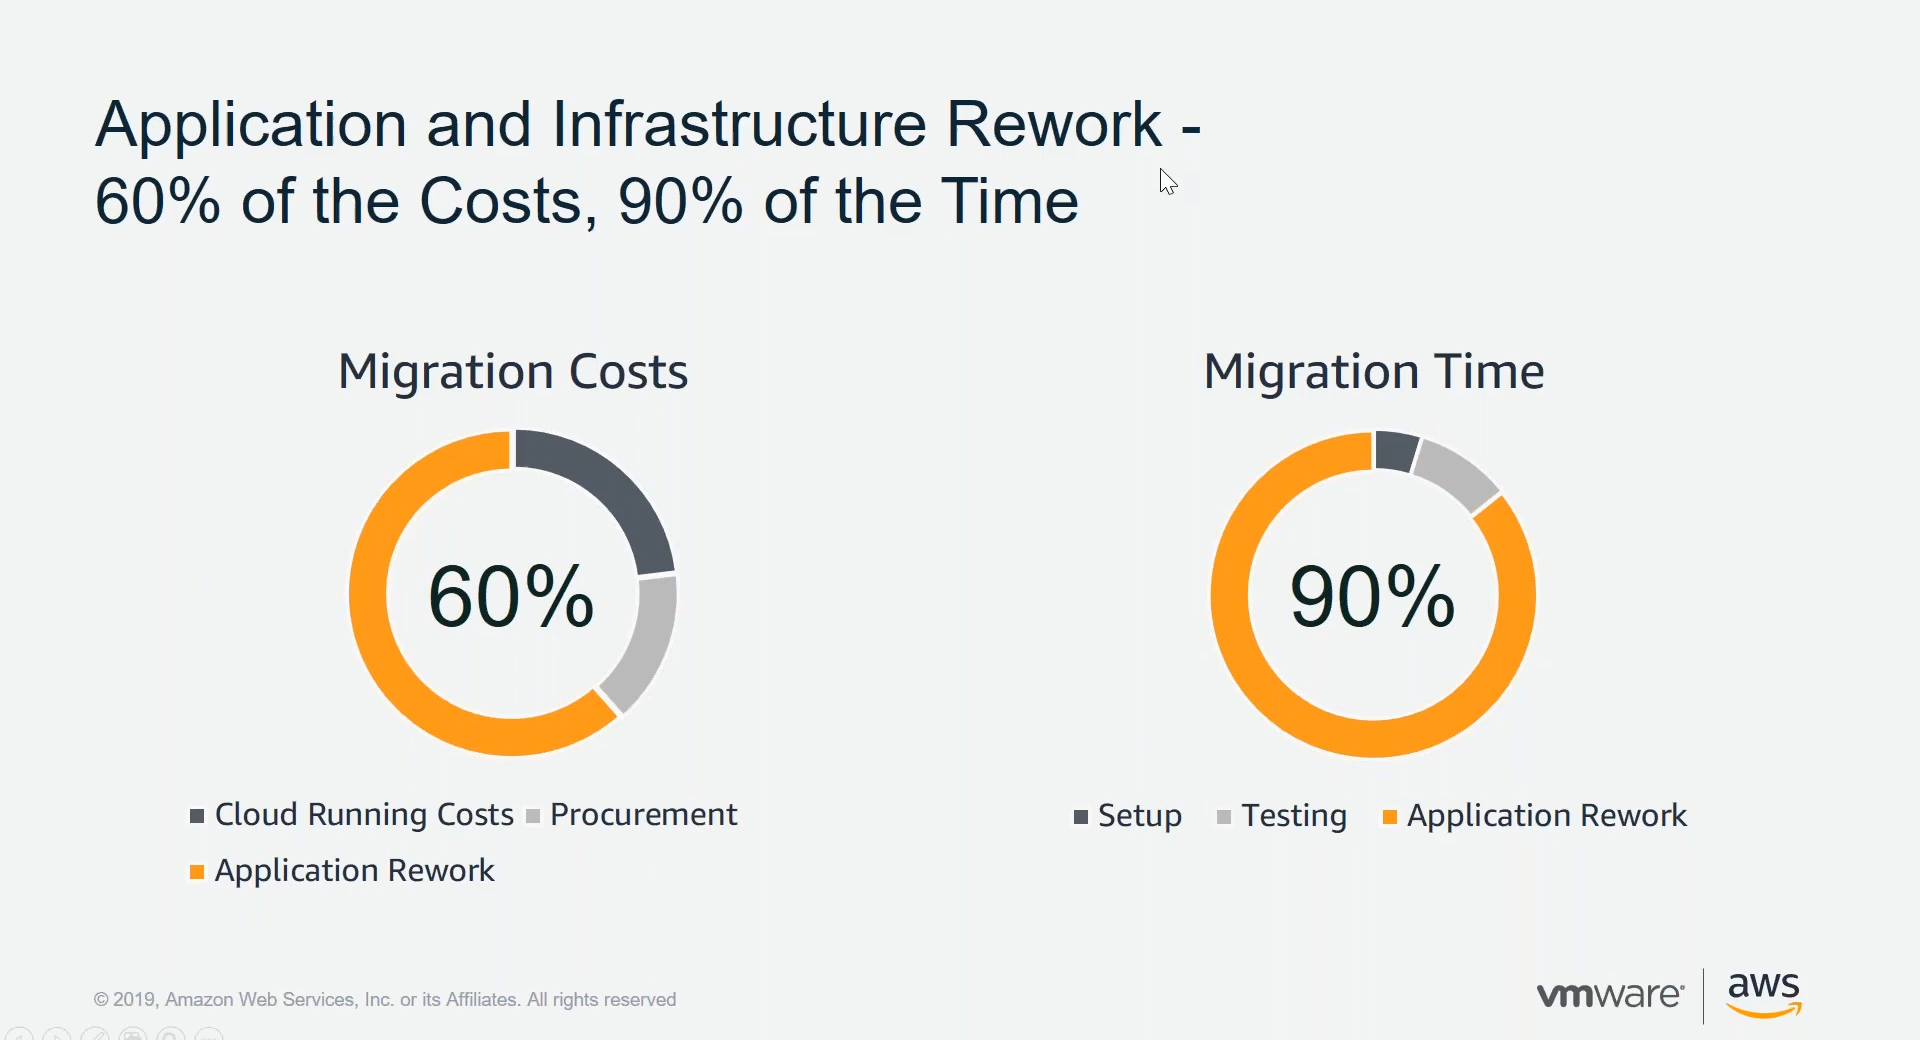 Application and Infrastructure Rework -
60% of the Costs, 90% of the Time
Migration Costs
60%
Cloud Running Costs Procurement
Application Rework
Migration Time
90%
Setup Testing Application Rework
© 2019, Amazon Web Services, Inc. or its Affiliates. All rights reserved
vmware®
aws